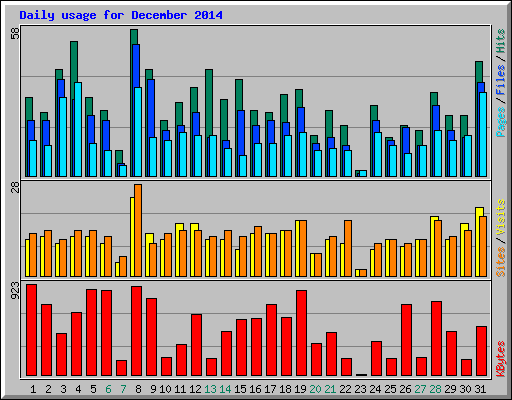 Daily usage for December 2014
58
Pages / Files / Hits
28
Sites / Visits
923
KBytes
1 2 3 4 5 6 7 8 9 10 11 12 13 14 15 16 17 18 19 20 21 22 23 24 25 26 27 28 29 30 31